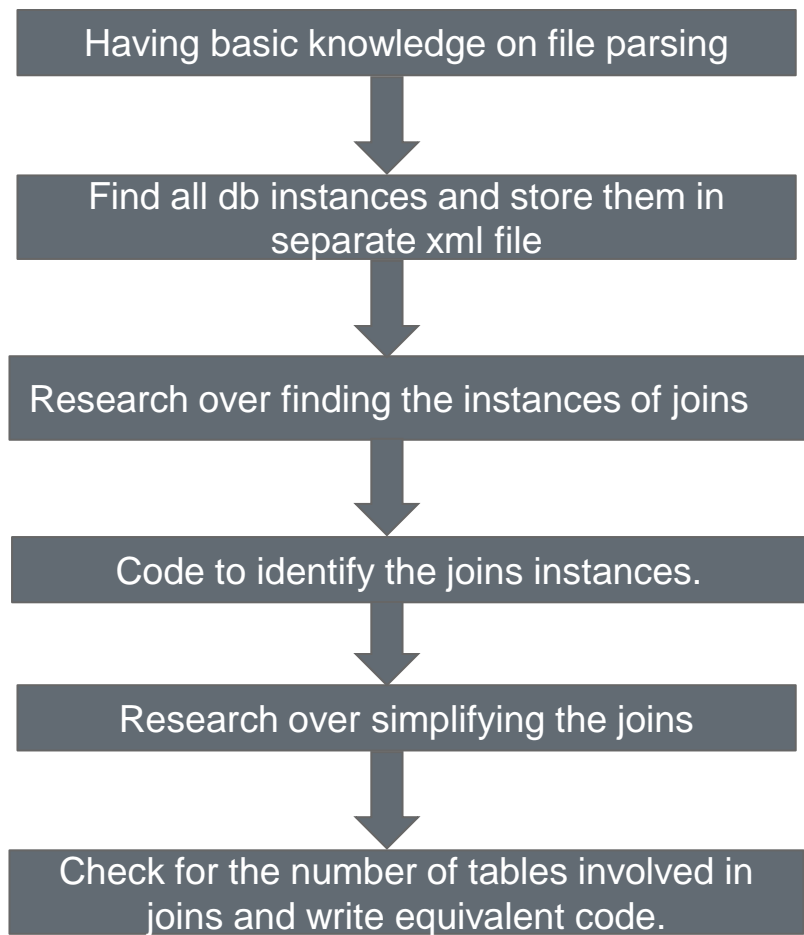 Having basic knowledge on file parsing
Find all db instances and store them in
separate xml file
Research over finding the instances of joins
Code to identify the joins instances.
Research over simplifying the joins
Check for the number of tables involved in
joins and write equivalent code.